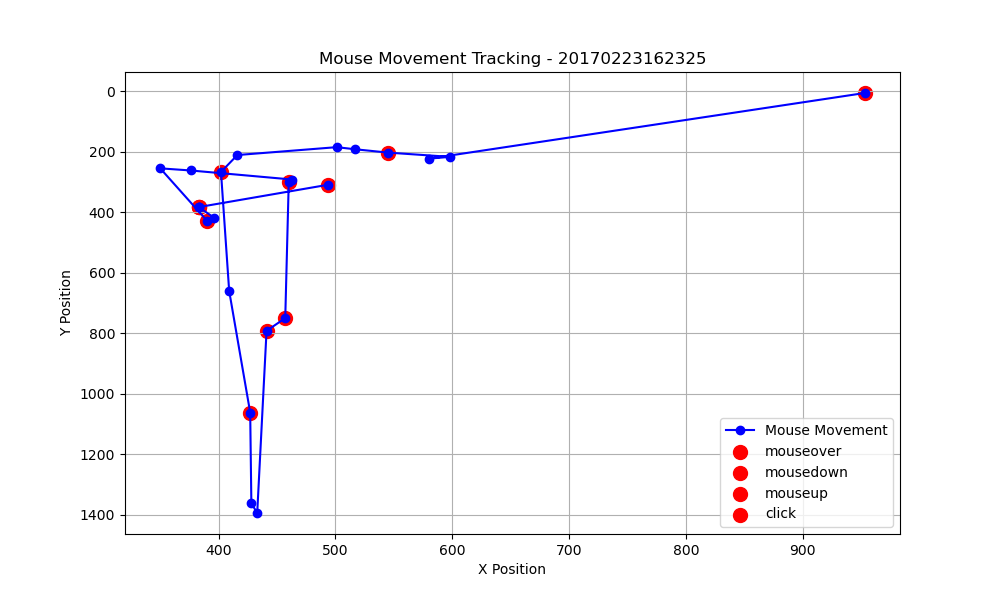 Mouse Movement Tracking - 20170223162325
Y Position
0
200
400
600
800
1000
1200
1400
Mouse Movement
mouseover
mousedown
mouseup
click
400 500 600 700 800 900
X Position